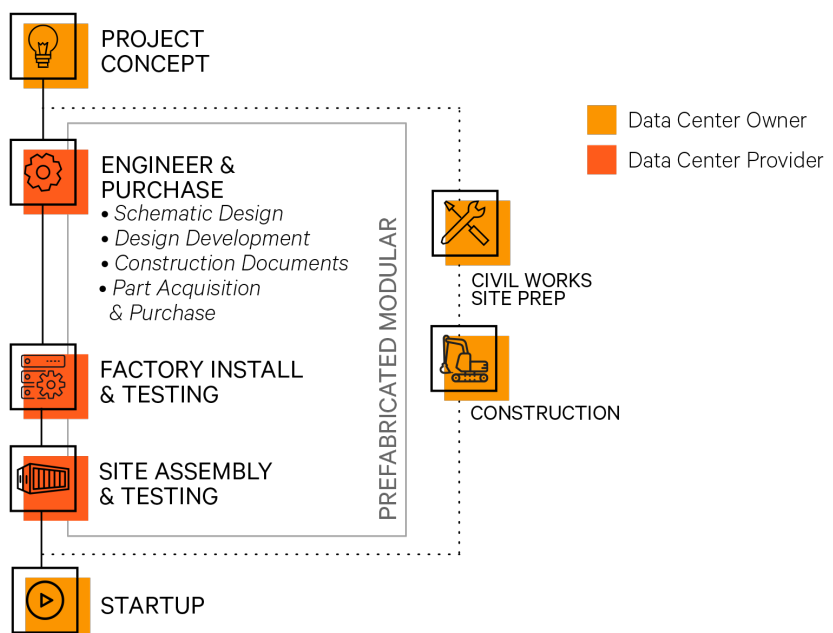 PROJECT
CONCEPT
Data Center Owner
Data Center Provider
ENGINEER &
PURCHASE
• Schematic Design
• Design Development
• Construction Documents
• Part Acquisition
& Purchase
PREFABRICATED MODULAR
CIVIL WORKS
SITE PREP
FACTORY INSTALL
& TESTING
CONSTRUCTION
SITE ASSEMBLY
& TESTING
STARTUP